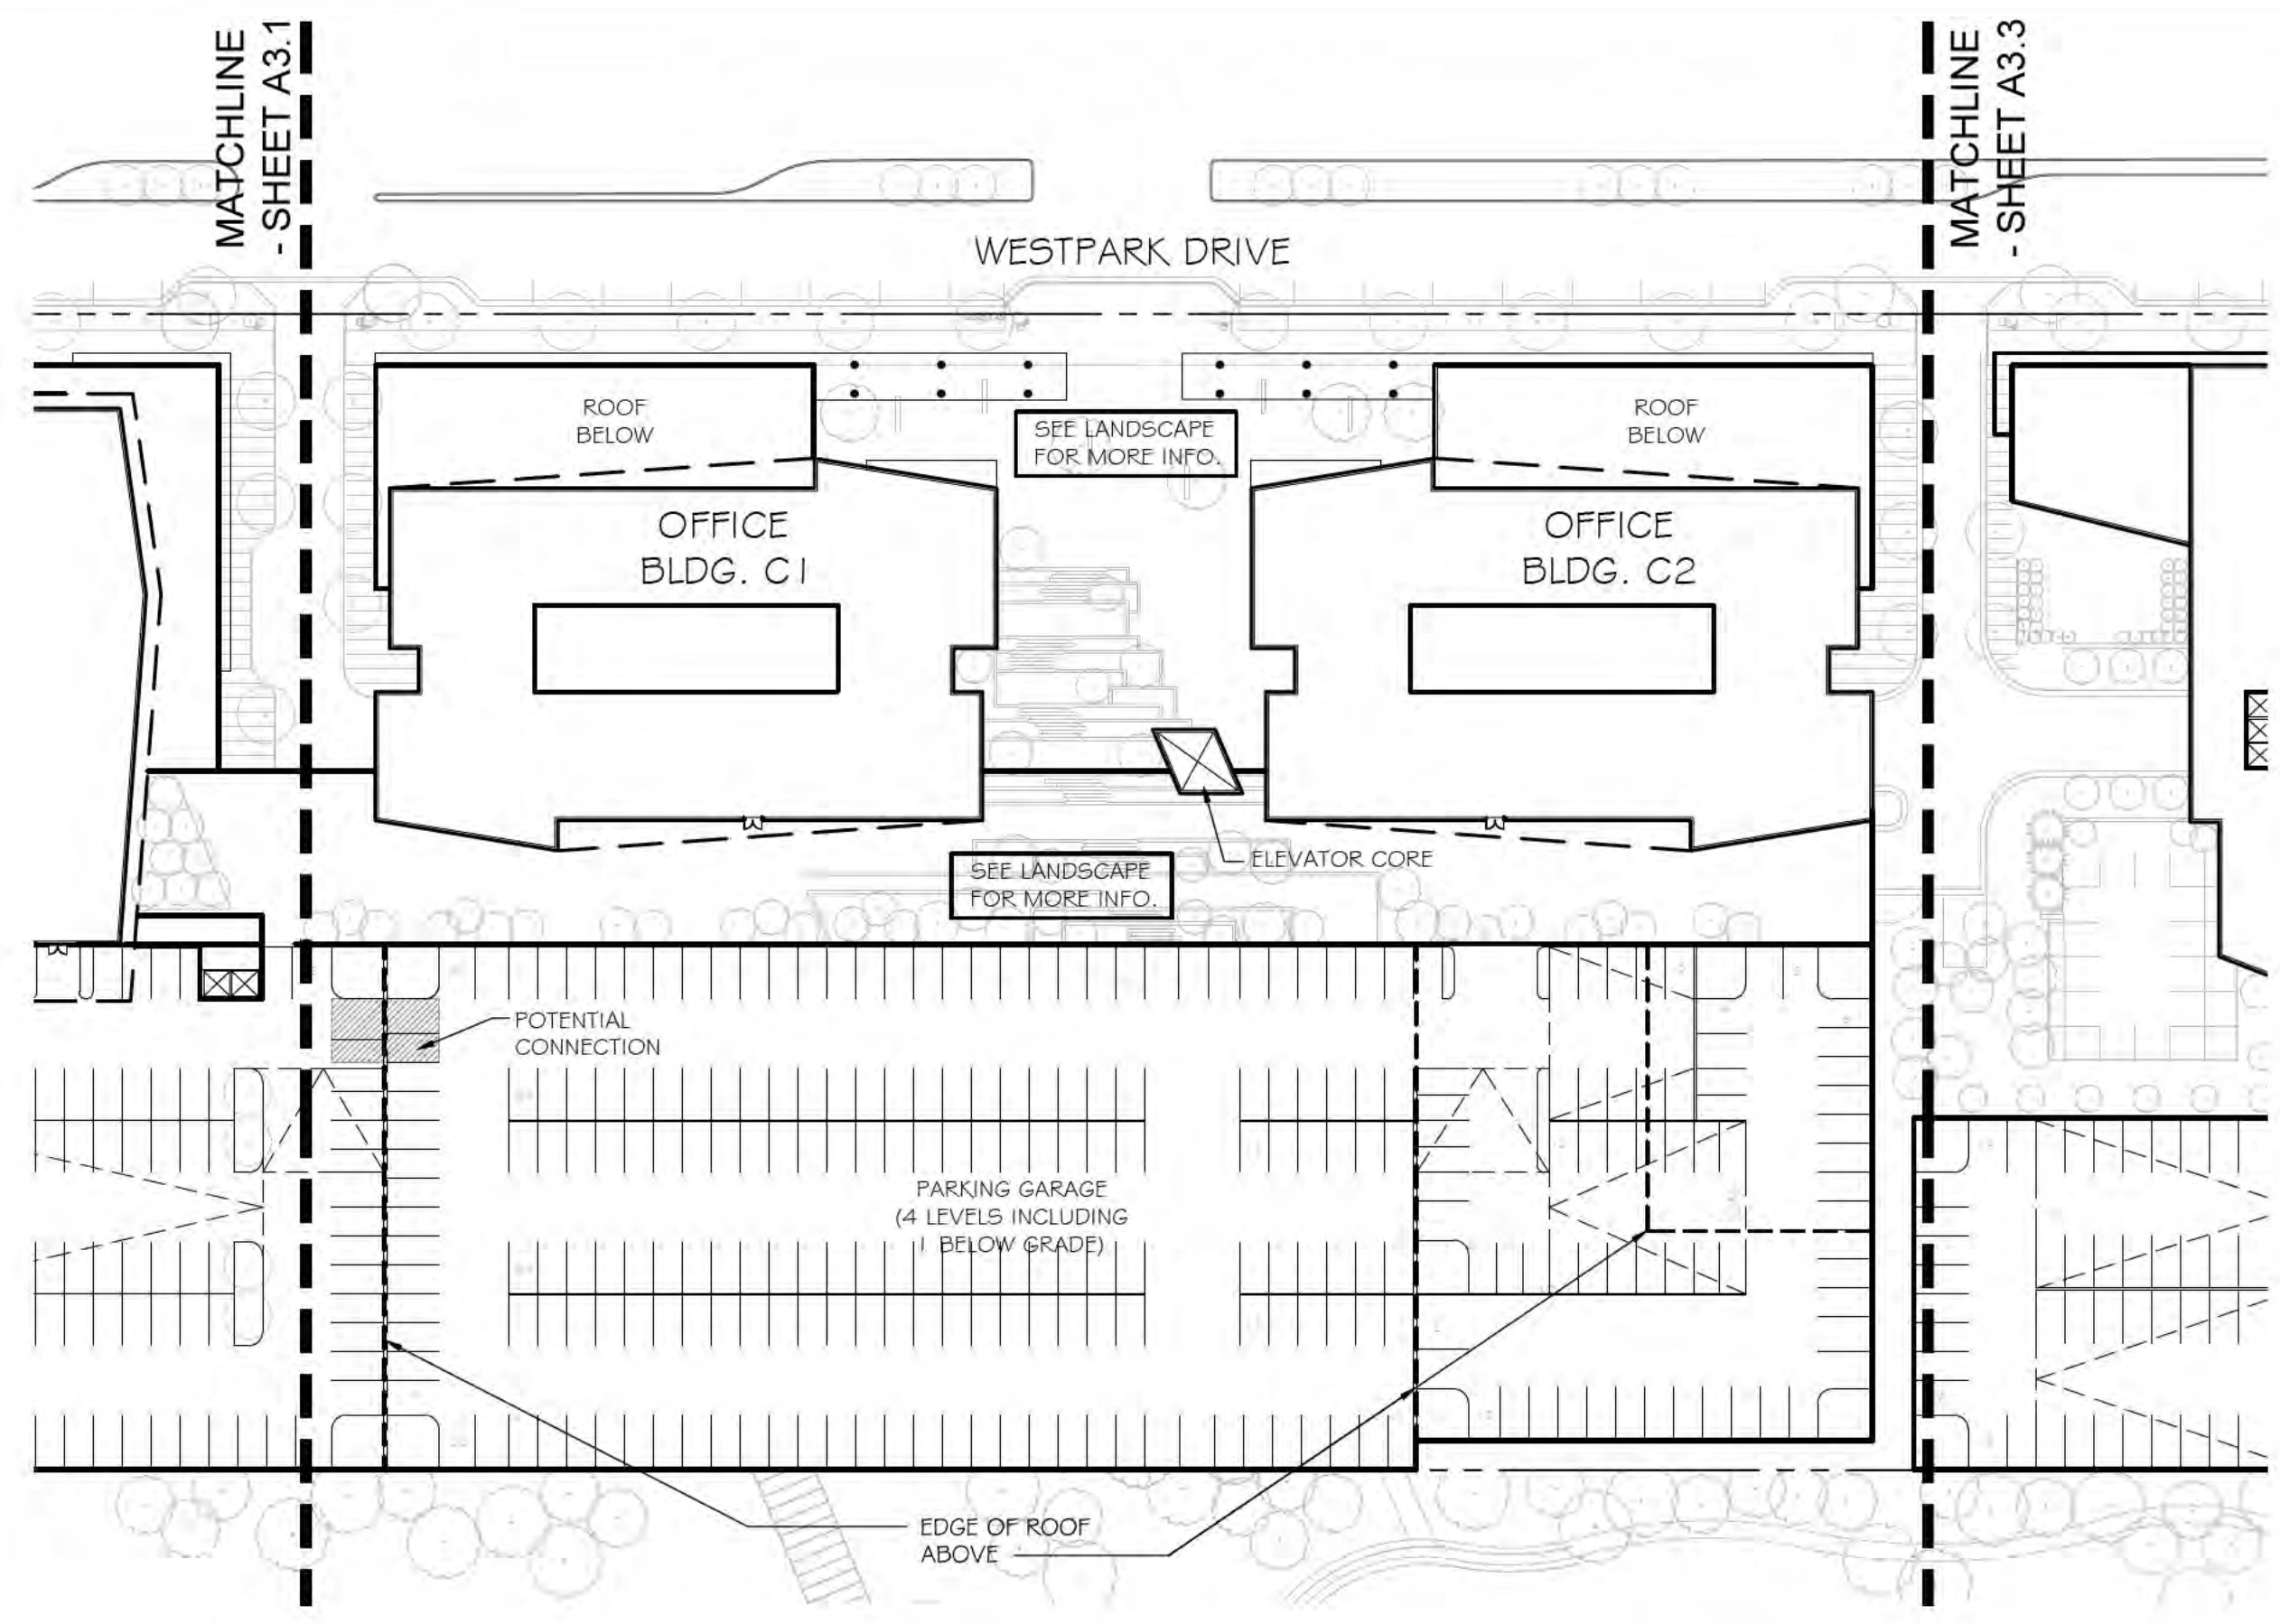 MATCHLINE
- SHEET A3.1
MATCHLINE
- SHEET A3.3
WESTPARK DRIVE
ROOF
BELOW
ROOF
BELOW
SEE LANDSCAPE
FOR MORE INFO.
OFFICE
BLDG. C1
OFFICE
BLDG. C2
ELEVATOR CORE
SEE LANDSCAPE
FOR MORE INFO.
POTENTIAL
CONNECTION
PARKING GARAGE
(4 LEVELS INCLUDING
1 BELOW GRADE)
EDGE OF ROOF
ABOVE